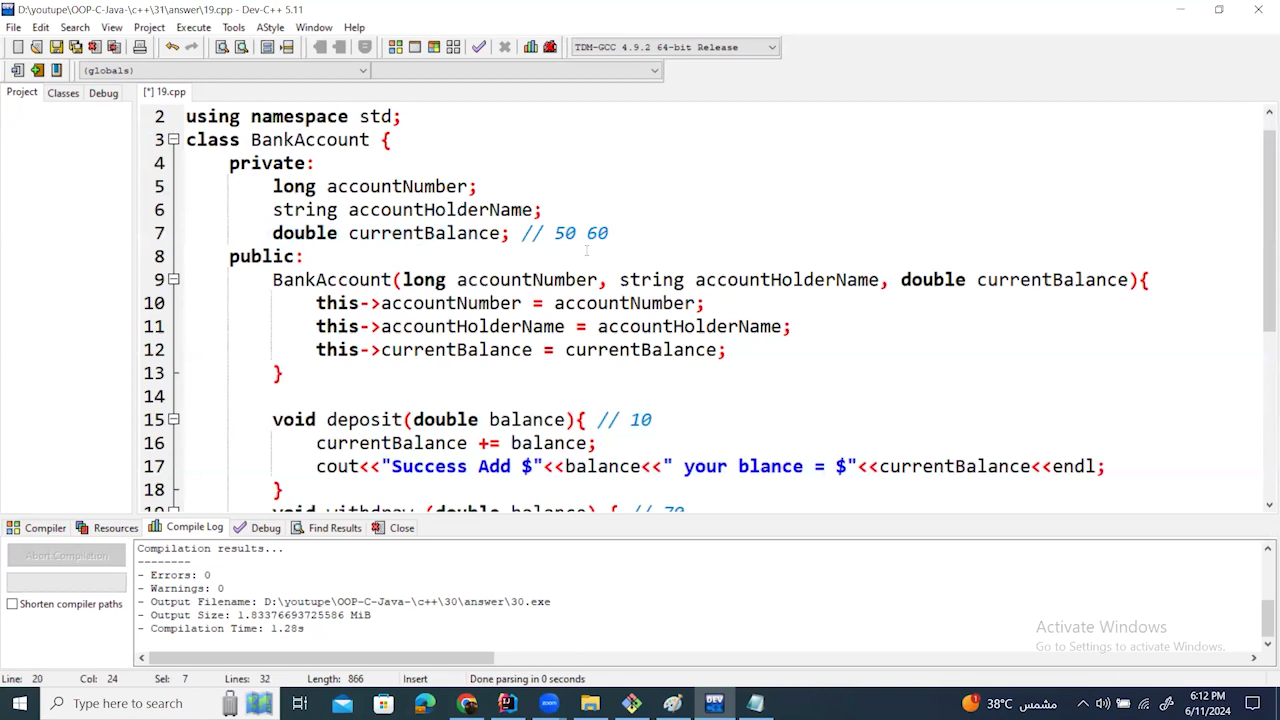 D:\youtupe\OOP-C-Java-\c++\31\answer\19.cpp - Dev-C++ 5.11
File Edit Search View Project Execute Tools AStyle Window Help
TDM-GCC 4.9.2 64-bit Release
(globals)
Project Classes Debug [*] 19.cpp
2 using namespace std;
3 class BankAccount {
4 private:
5 long accountNumber;
6 string accountHolderName;
7 double currentBalance; // 50 60
8 public:
9 BankAccount(long accountNumber, string accountHolderName, double currentBalance){
10 this->accountNumber = accountNumber;
11 this->accountHolderName = accountHolderName;
12 this->currentBalance = currentBalance;
13 }
14
15 void deposit(double balance){ // 10
16 currentBalance += balance;
17 cout<<"Success Add $"<<balance<<" your blance = $"<<currentBalance<<endl;
18 }
19 void withdraw (double balance) { // 70
Compiler Resources Compile Log Debug Find Results Close
Abort Compilation
Shorten compiler paths
Compilation results...
--------
- Errors: 0
- Warnings: 0
- Output Filename: D:\youtupe\OOP-C-Java-\c++\30\answer\30.exe
- Output Size: 1.83376693725586 MiB
- Compilation Time: 1.28s
Activate Windows
Go to Settings to activate Windows.
Line: 20 Col: 24 Sel: 7 Lines: 32 Length: 866 Insert Done parsing in 0 seconds
Type here to search
zoom
DEV
38°C مشمس
6:12 PM
6/11/2024